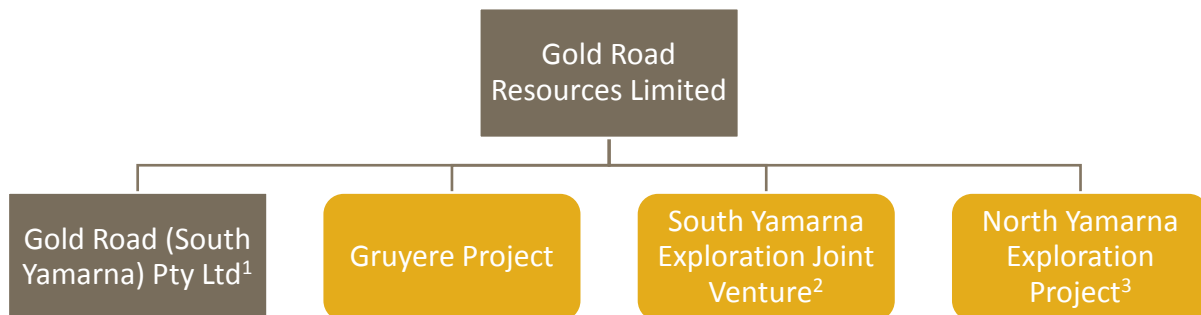 Gold Road
Resources Limited
Gold Road (South
Yamarna) Pty Ltd¹
Gruyere Project
South Yamarna
Exploration Joint
Venture²
North Yamarna
Exploration
Project³